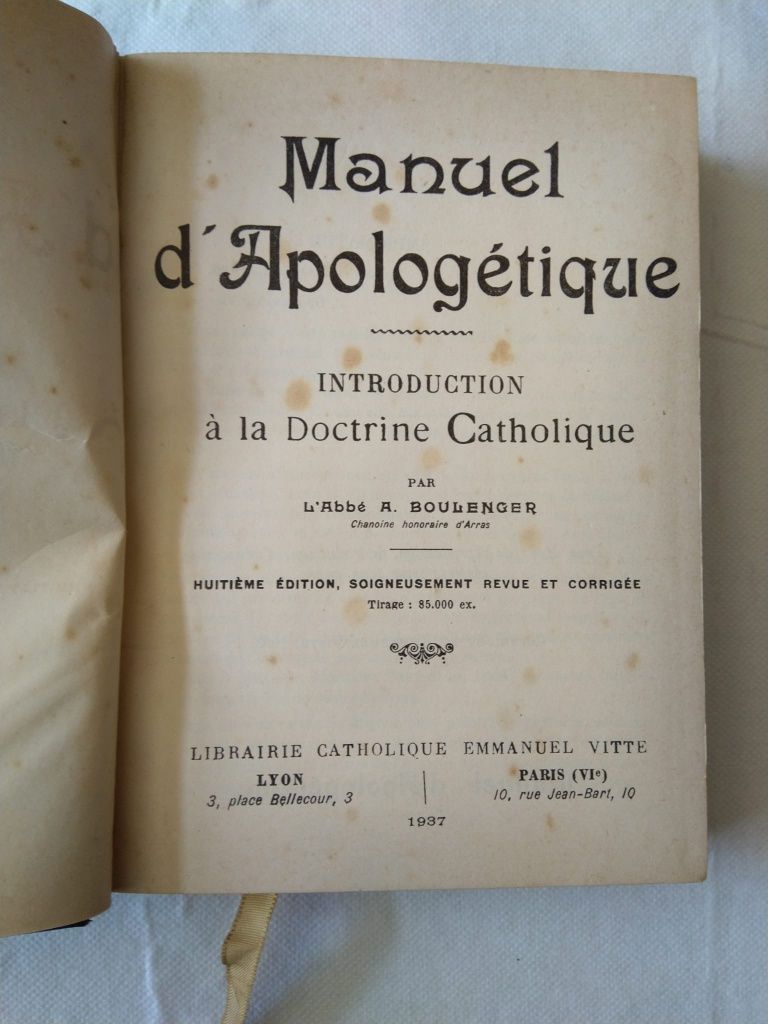 Manuel
d'Apologétique
INTRODUCTION
à la Doctrine Catholique
PAR
L'Abbé A. BOULENGER
Chanoine honoraire d'Arras
HUITIÈME ÉDITION, SOIGNEUSEMENT REVUE ET CORRIGÉE
Tirage : 85.000 ex.
LIBRAIRIE CATHOLIQUE EMMANUEL VITTE
LYON
3, place Bellecour, 3
PARIS (VIe)
10, rue Jean-Bart, 10
1937